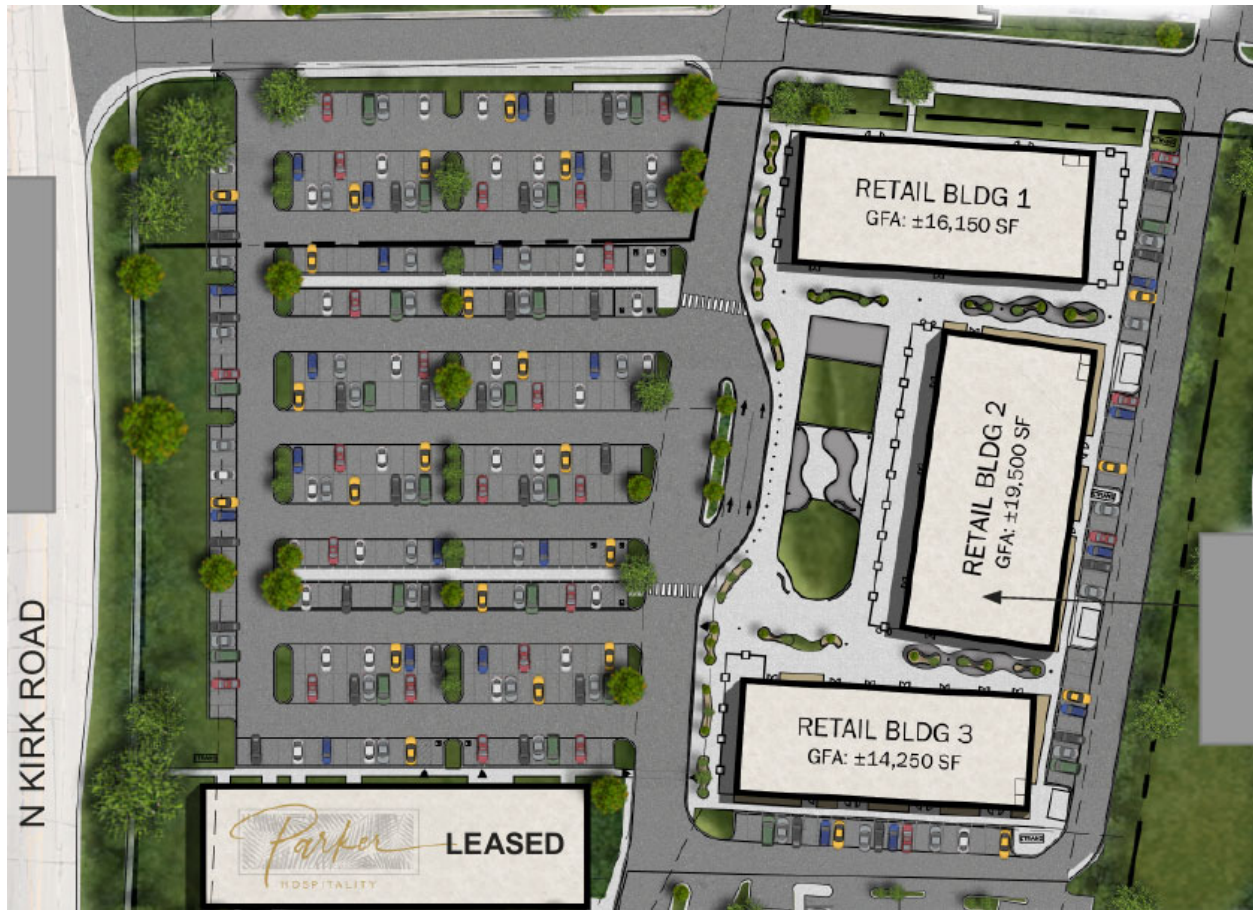 RETAIL BLDG 1
GFA: ±16,150 SF
RETAIL BLDG 2
GFA: ±19,500 SF
RETAIL BLDG 3
GFA: ±14,250 SF
N KIRK ROAD
Parker
HOSPITALITY
LEASED